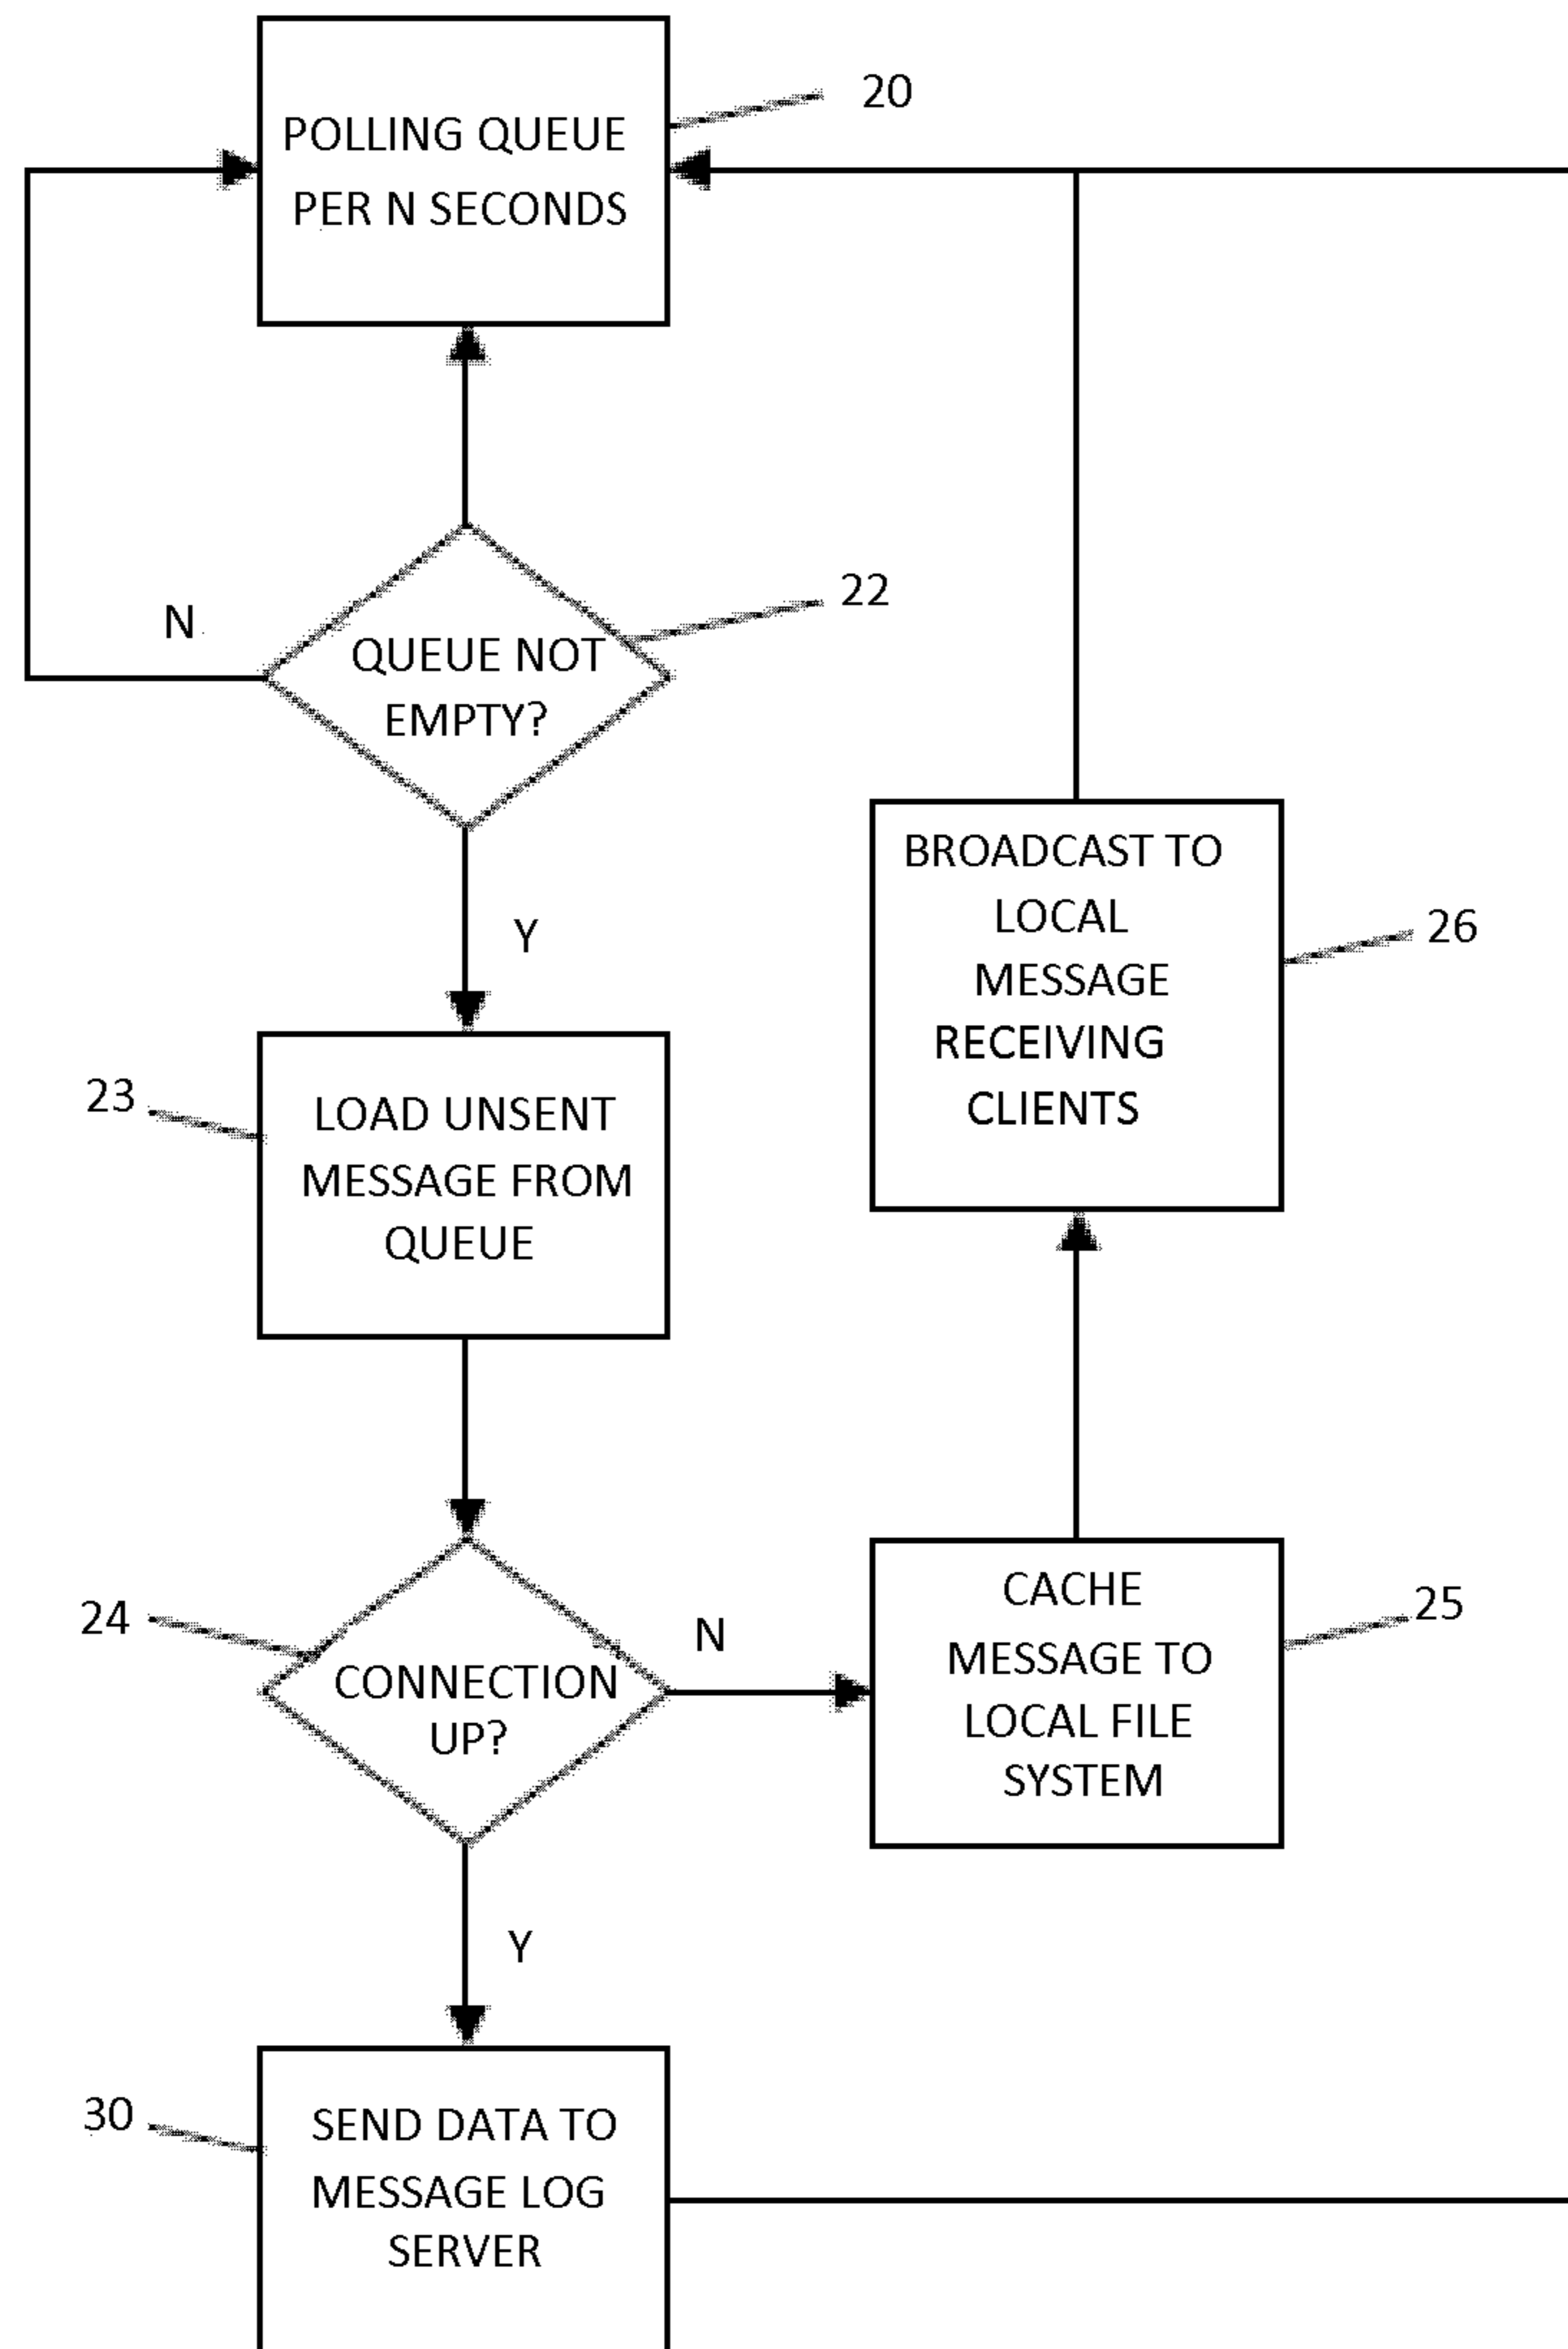 20
POLLING QUEUE
PER N SECONDS
22
N
QUEUE NOT
EMPTY?
Y
BROADCAST TO
LOCAL
MESSAGE
RECEIVING
CLIENTS
26
23
LOAD UNSENT
MESSAGE FROM
QUEUE
24
CONNECTION
UP?
N
CACHE
MESSAGE TO
LOCAL FILE
SYSTEM
25
Y
30
SEND DATA TO
MESSAGE LOG
SERVER